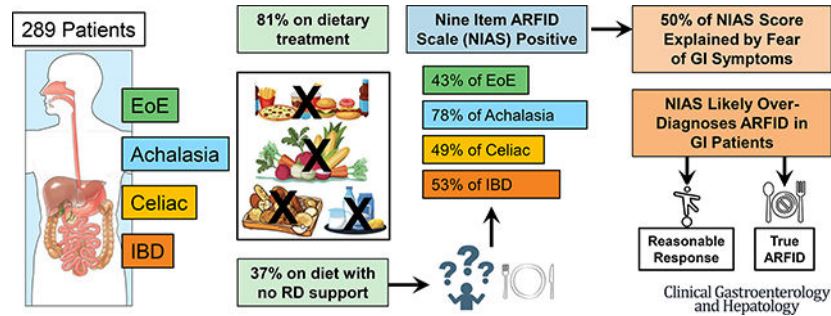 289 Patients
EoE
Achalasia
Celiac
IBD
81% on dietary
treatment
X
X
X
X
37% on diet with
no RD support
? ? ?
Nine Item ARFID
Scale (NIAS) Positive
43% of EoE
78% of Achalasia
49% of Celiac
53% of IBD
50% of NIAS Score
Explained by Fear
of GI Symptoms
NIAS Likely Over-
Diagnoses ARFID in
GI Patients
Reasonable
Response
True
ARFID
Clinical Gastroenterology
and Hepatology